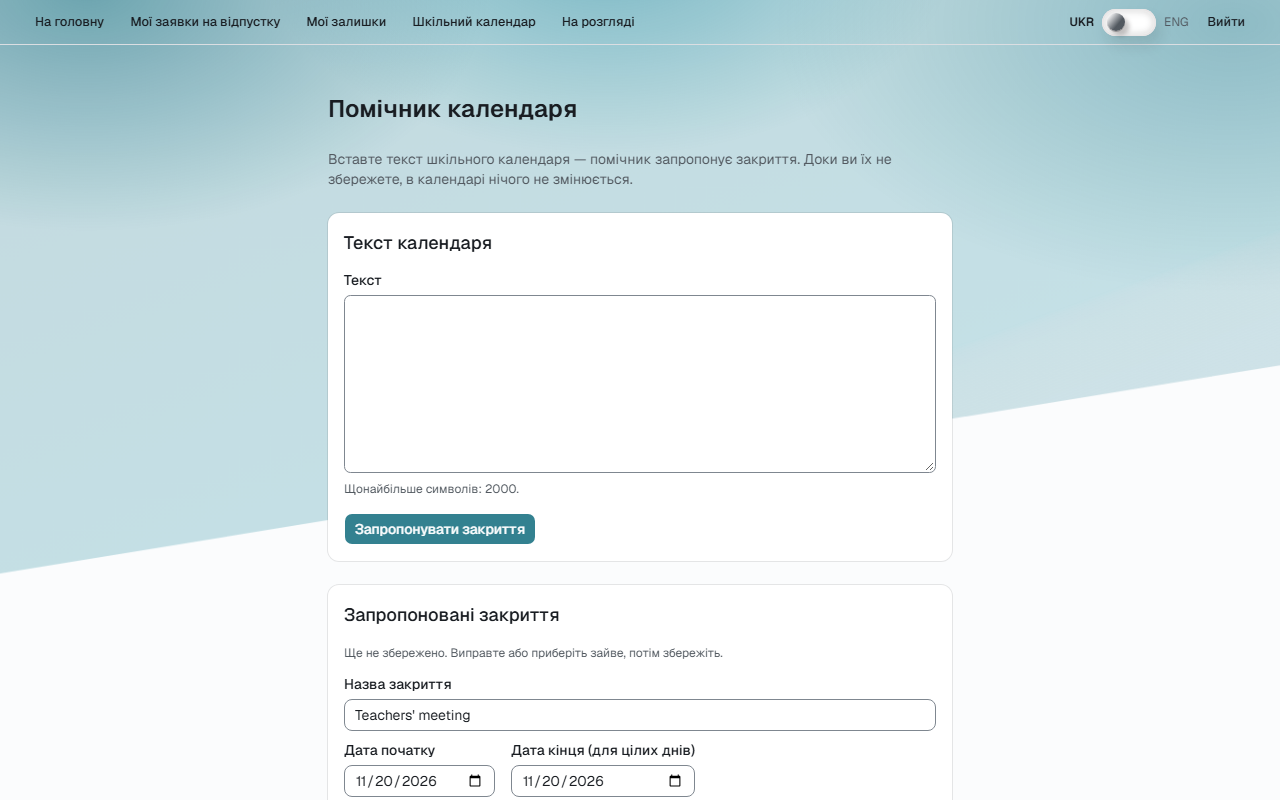 На головну Мої заявки на відпустку Мої залишки Шкільний календар На розгляді UKR ENG Вийти
Помічник календаря
Вставте текст шкільного календаря — помічник запропонує закриття. Доки ви їх не
збережете, в календарі нічого не змінюється.
Текст календаря
Текст
Щонайбільше символів: 2000.
Запропонувати закриття
Запропоновані закриття
Ще не збережено. Виправте або приберіть зайве, потім збережіть.
Назва закриття
Teachers' meeting
Дата початку Дата кінця (для цілих днів)
11/20/2026 11/20/2026